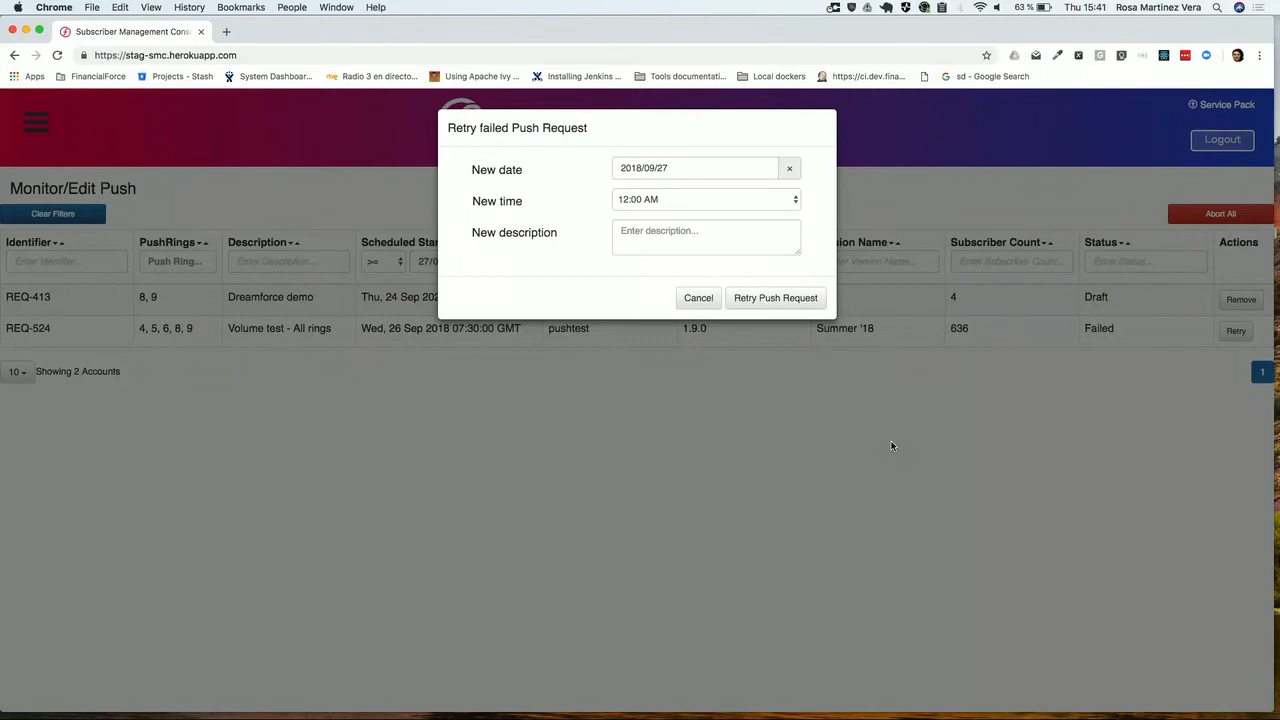 Chrome File Edit View History Bookmarks People Window Help 63 % Thu 15:41 Rosa Martinez Vera
Subscriber Management Cons
https://stag-smc.herokuapp.com
Apps FinancialForce Projects - Stash System Dashboar... Radio 3 en directo... Using Apache Ivy ... Installing Jenkins ... Tools documentati... Local dockers https://ci.dev.fina... sd - Google Search
Service Pack
Logout
Retry failed Push Request
New date 2018/09/27 ×
New time 12:00 AM
New description Enter description...
Cancel Retry Push Request
Monitor/Edit Push
Clear Filters Abort All
Identifier PushRings Description Scheduled Star Name Subscriber Count Status Actions
Enter Identifier... Push Ring... Enter Description... >= 27/0 Version Name... Enter Subscriber Count... Enter Status...
REQ-413 8, 9 Dreamforce demo Thu, 24 Sep 4 Draft Remove
REQ-524 4, 5, 6, 8, 9 Volume test - All rings Wed, 26 Sep 2018 07:30:00 GMT pushtest 1.9.0 Summer '18 636 Failed Retry
10 Showing 2 Accounts 1